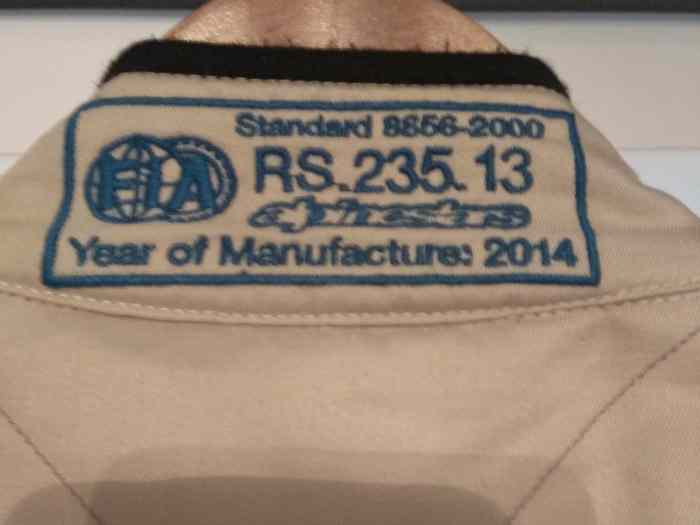 Standard 8856-2000
FIA
RS.235.13
alpinestars
Year of Manufacture: 2014